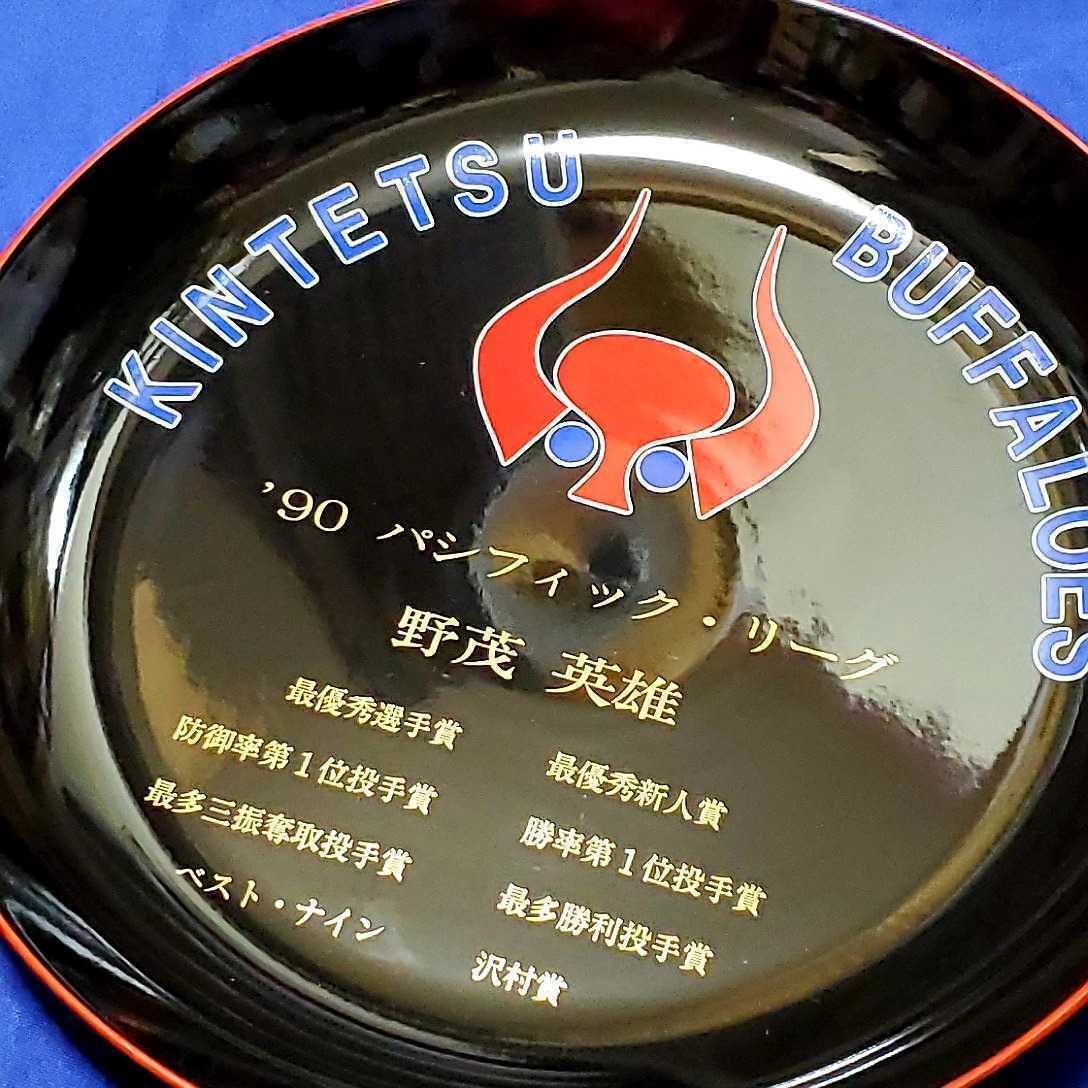 KINTETSU BUFFALOES
'90 パシフィック・リーグ
野茂 英雄
最優秀選手賞 最優秀新人賞
防御率第1位投手賞 勝率第1位投手賞
最多三振奪取投手賞 最多勝利投手賞
ベスト・ナイン 沢村賞